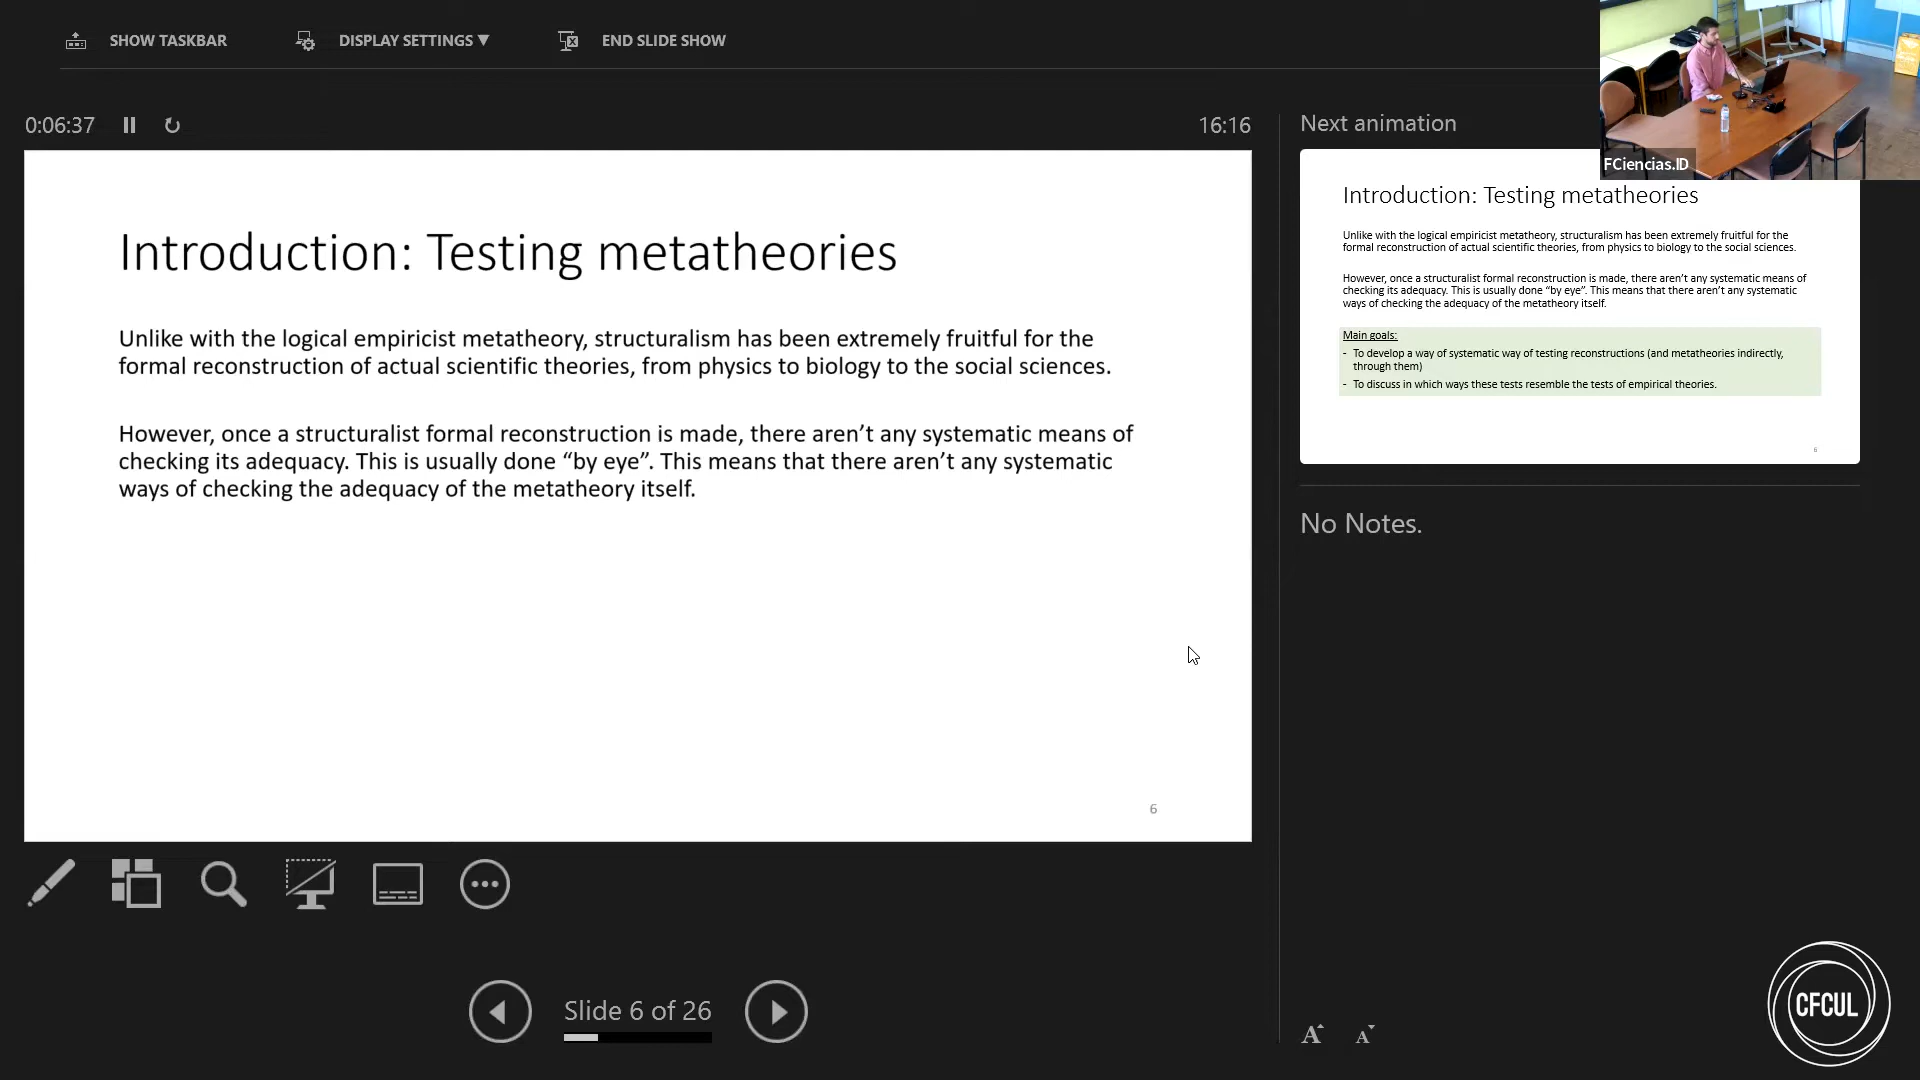 SHOW TASKBAR
DISPLAY SETTINGS ▼
END SLIDE SHOW
0:06:37
16:16
Introduction: Testing metatheories
Unlike with the logical empiricist metatheory, structuralism has been extremely fruitful for the
formal reconstruction of actual scientific theories, from physics to biology to the social sciences.
However, once a structuralist formal reconstruction is made, there aren’t any systematic means of
checking its adequacy. This is usually done “by eye”. This means that there aren’t any systematic
ways of checking the adequacy of the metatheory itself.
6
Slide 6 of 26
Next animation
FCiencias.ID
Introduction: Testing metatheories
Unlike with the logical empiricist metatheory, structuralism has been extremely fruitful for the
formal reconstruction of actual scientific theories, from physics to biology to the social sciences.
However, once a structuralist formal reconstruction is made, there aren’t any systematic means of
checking its adequacy. This is usually done “by eye”. This means that there aren’t any systematic
ways of checking the adequacy of the metatheory itself.
Main goals:
- To develop a way of systematic way of testing reconstructions (and metatheories indirectly,
through them)
- To discuss in which ways these tests resemble the tests of empirical theories.
6
No Notes.
A A
CFCUL